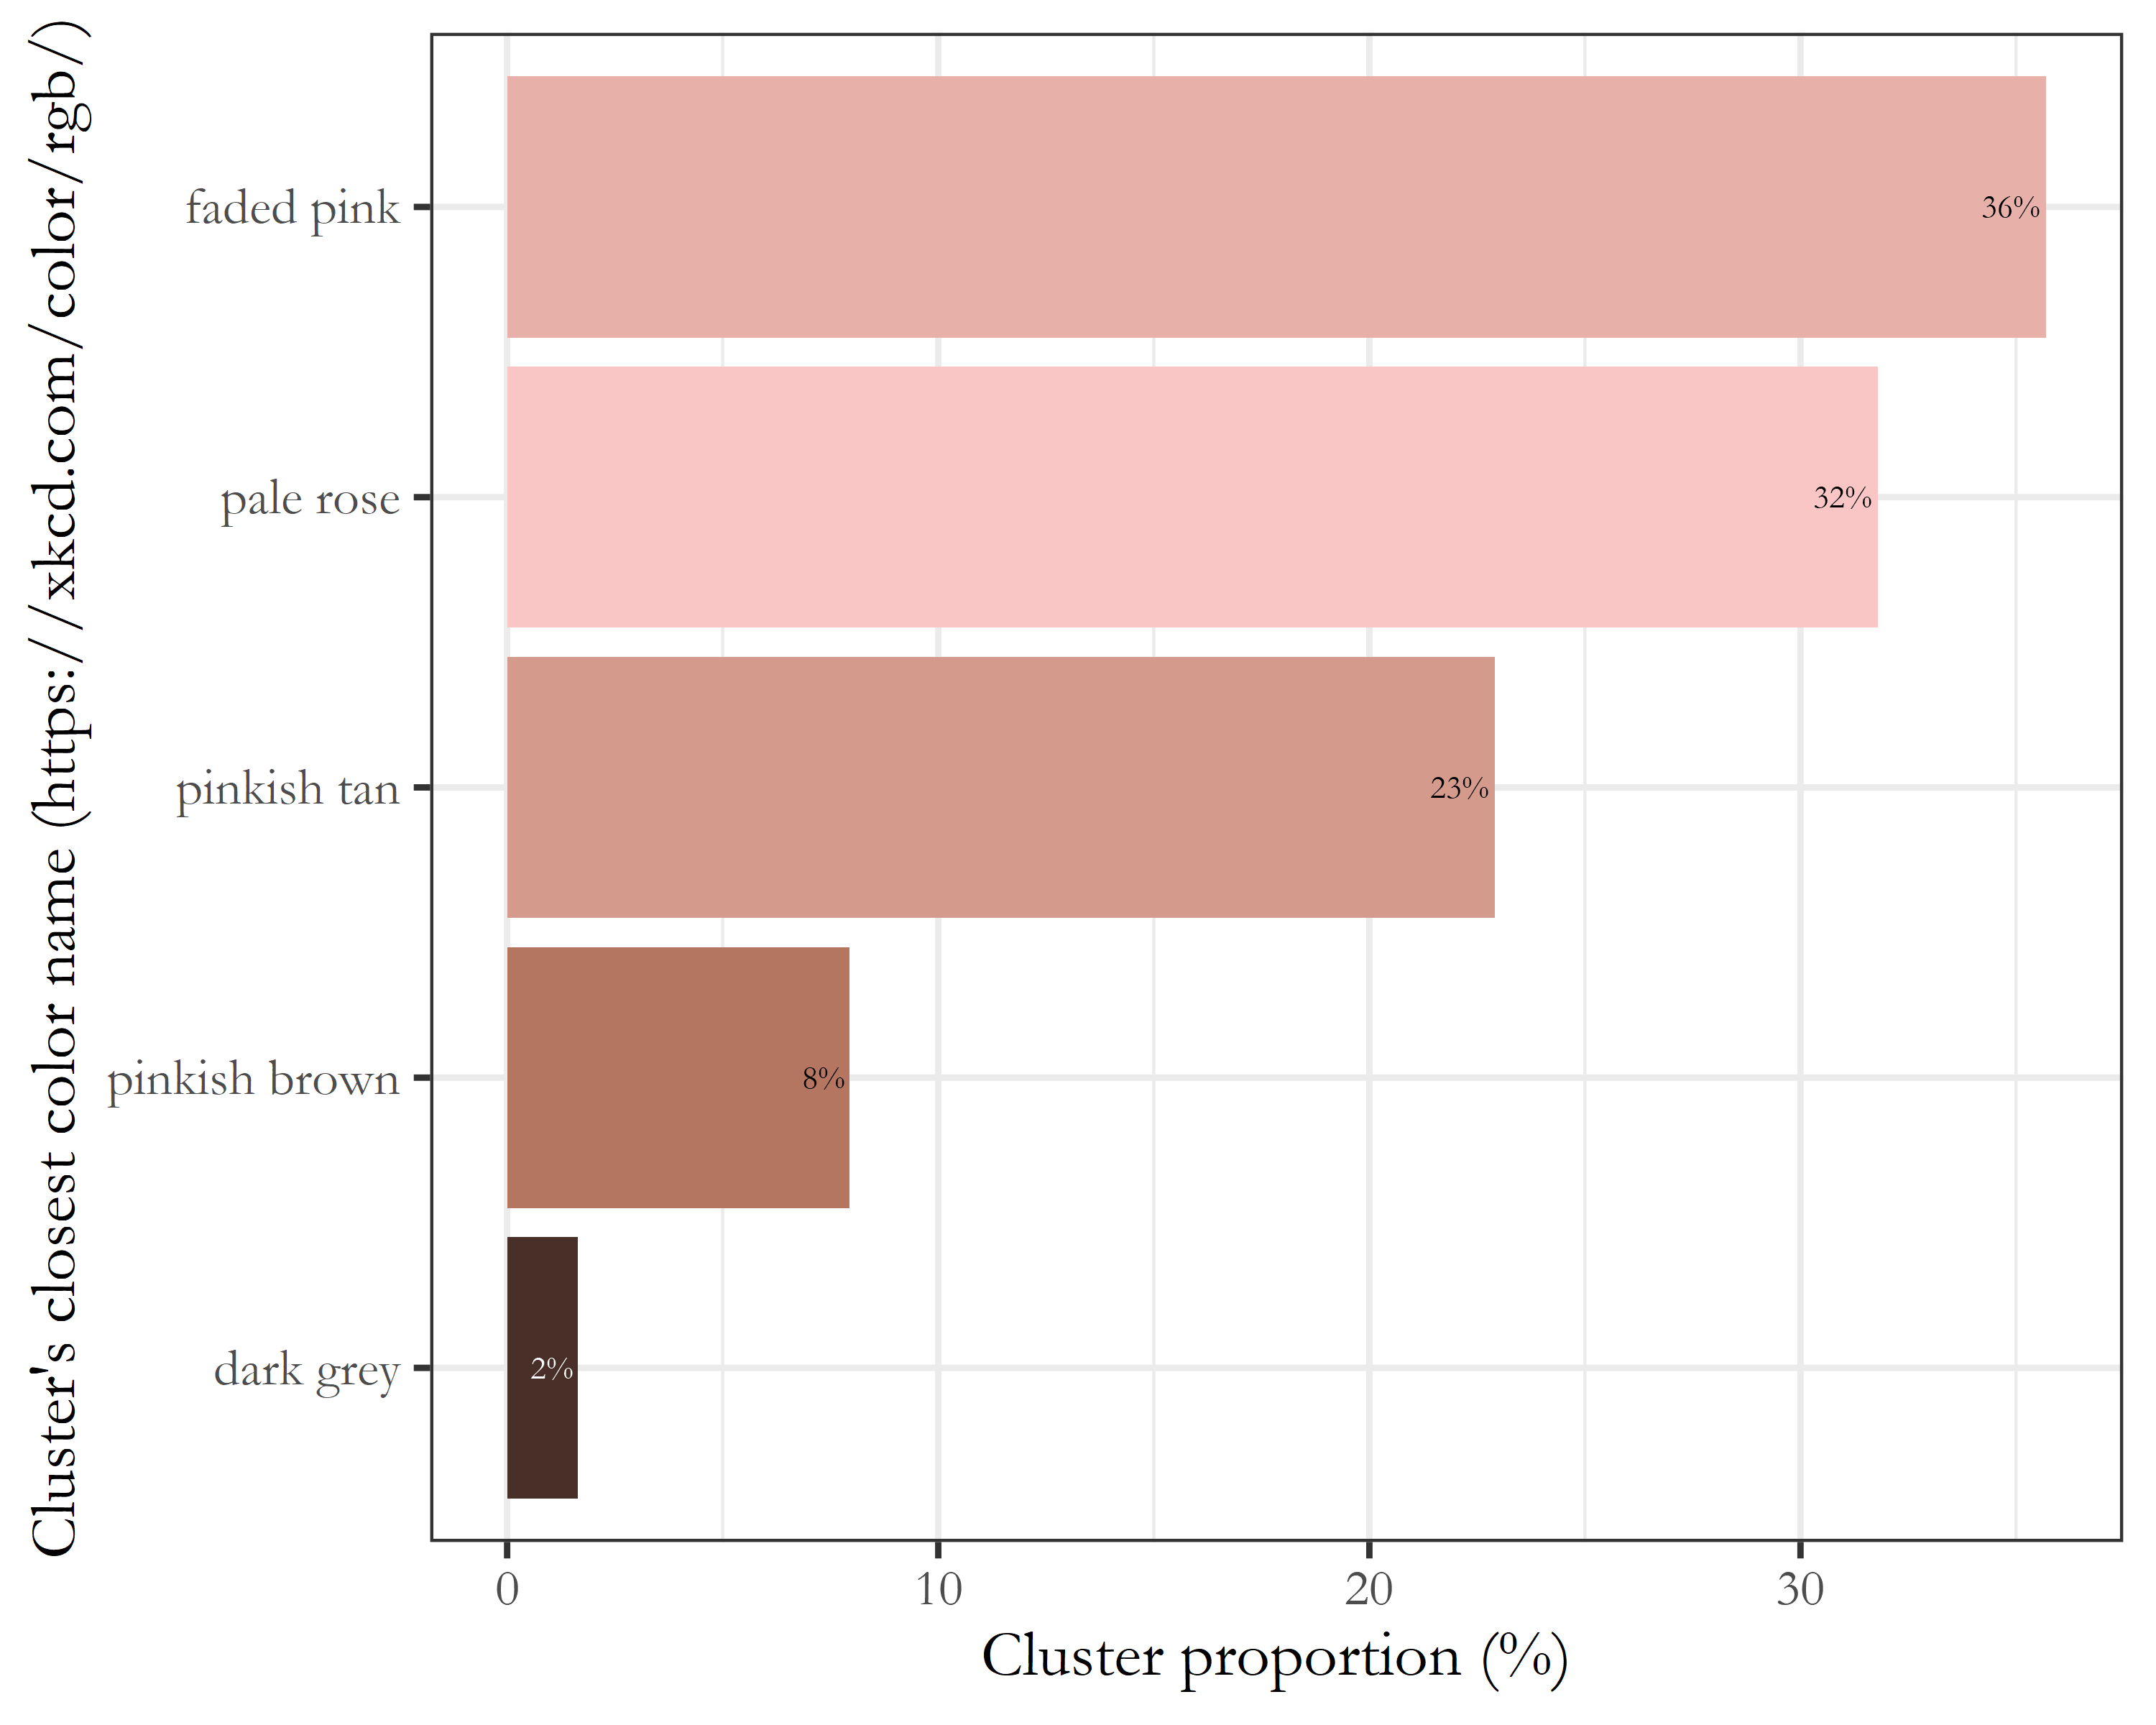 Cluster's closest color name (https://xkcd.com/color/rgb/)
faded pink
36%
pale rose
32%
pinkish tan
23%
pinkish brown
8%
dark grey
2%
0 10 20 30
Cluster proportion (%)